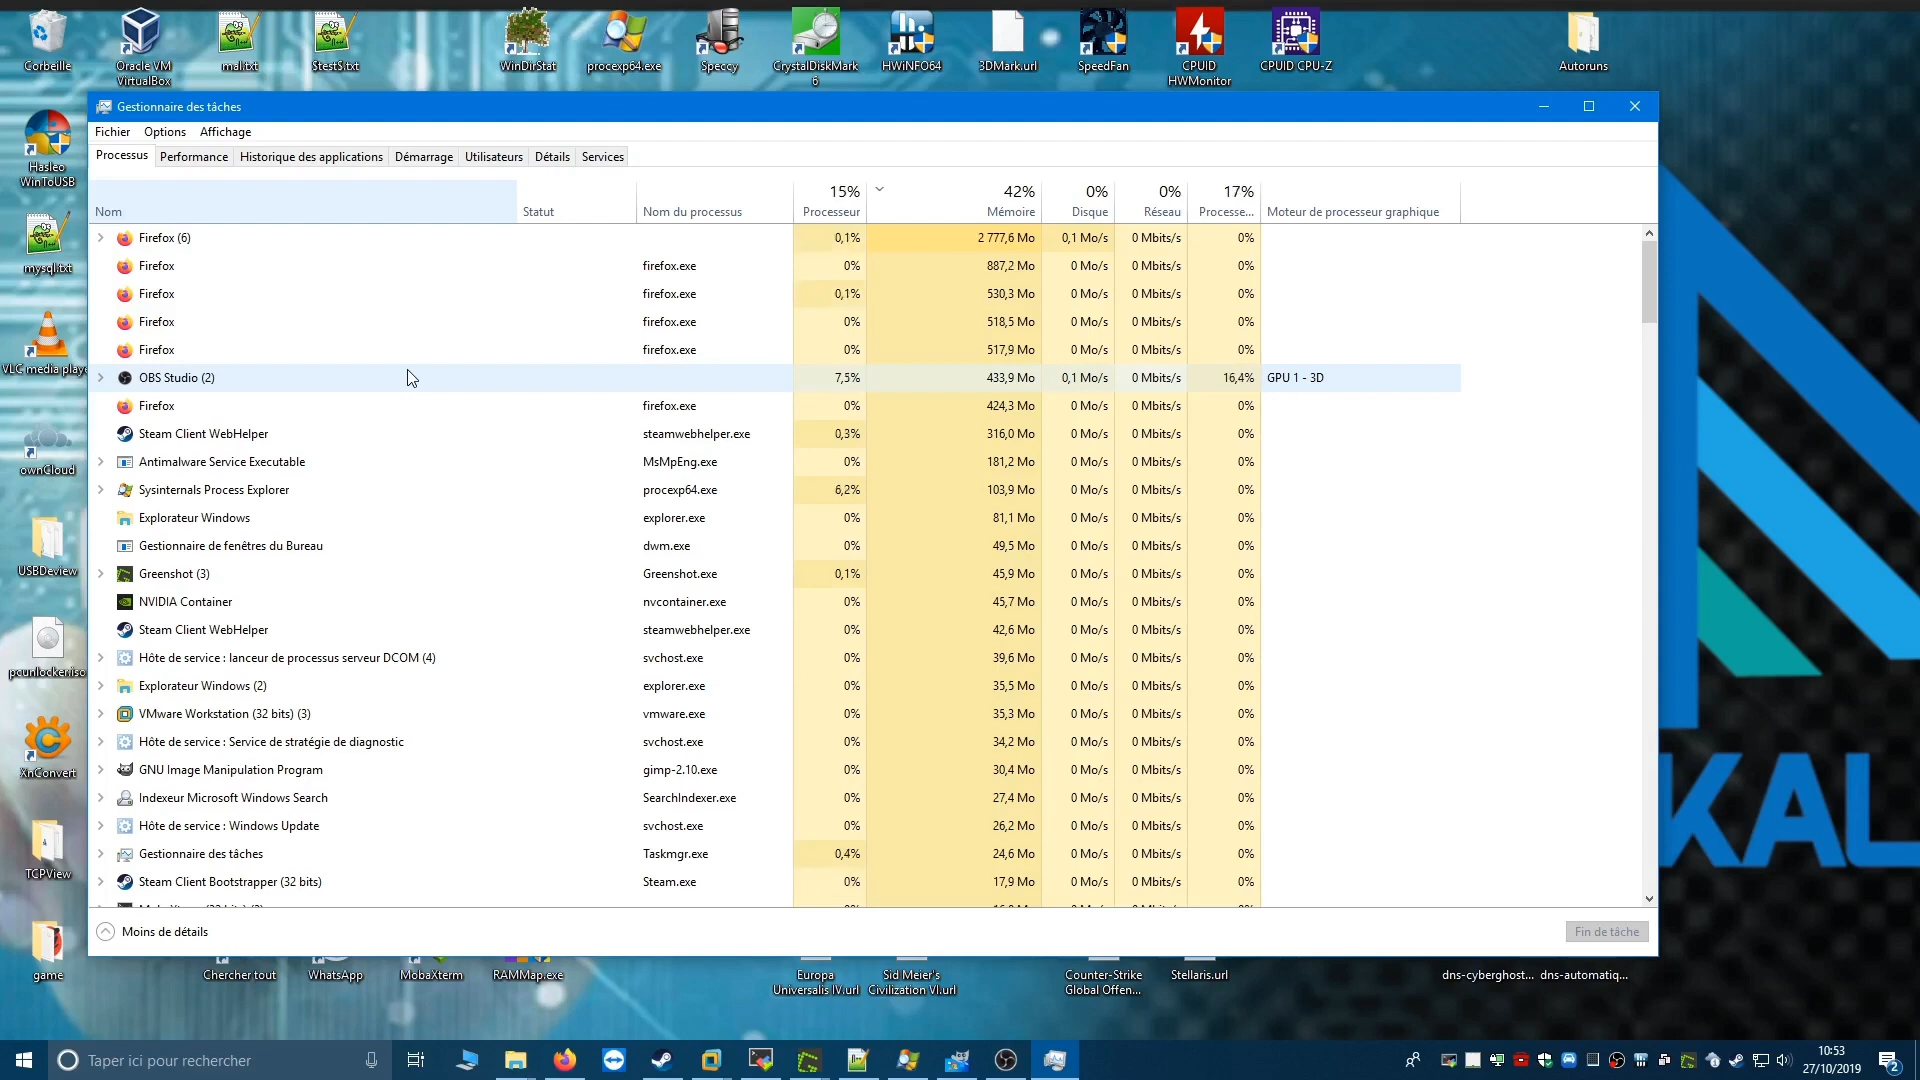 Corbeille
Oracle VM
VirtualBox
mal.txt
$test$.txt
WinDirStat
procexp64.exe
Speccy
CrystalDiskMark
6
HWiNFO64
3DMark.url
SpeedFan
CPUID
HWMonitor
CPUID CPU-Z
Autoruns
Hasleo
WinToUSB
mysql.txt
VLC media playe
ownCloud
USBDeview
pcunlocker.iso
XnConvert
TCPView
game
Gestionnaire des tâches
Fichier Options Affichage
Processus Performance Historique des applications Démarrage Utilisateurs Détails Services
15% 42% 0% 0% 17%
Nom Statut Nom du processus Processeur Mémoire Disque Réseau Processe... Moteur de processeur graphique
Firefox (6) 0,1% 2 777,6 Mo 0,1 Mo/s 0 Mbits/s 0%
Firefox firefox.exe 0% 887,2 Mo 0 Mo/s 0 Mbits/s 0%
Firefox firefox.exe 0,1% 530,3 Mo 0 Mo/s 0 Mbits/s 0%
Firefox firefox.exe 0% 518,5 Mo 0 Mo/s 0 Mbits/s 0%
Firefox firefox.exe 0% 517,9 Mo 0 Mo/s 0 Mbits/s 0%
OBS Studio (2) 7,5% 433,9 Mo 0,1 Mo/s 0 Mbits/s 16,4% GPU 1 - 3D
Firefox firefox.exe 0% 424,3 Mo 0 Mo/s 0 Mbits/s 0%
Steam Client WebHelper steamwebhelper.exe 0,3% 316,0 Mo 0 Mo/s 0 Mbits/s 0%
Antimalware Service Executable MsMpEng.exe 0% 181,2 Mo 0 Mo/s 0 Mbits/s 0%
Sysinternals Process Explorer procexp64.exe 6,2% 103,9 Mo 0 Mo/s 0 Mbits/s 0%
Explorateur Windows explorer.exe 0% 81,1 Mo 0 Mo/s 0 Mbits/s 0%
Gestionnaire de fenêtres du Bureau dwm.exe 0% 49,5 Mo 0 Mo/s 0 Mbits/s 0%
Greenshot (3) Greenshot.exe 0,1% 45,9 Mo 0 Mo/s 0 Mbits/s 0%
NVIDIA Container nvcontainer.exe 0% 45,7 Mo 0 Mo/s 0 Mbits/s 0%
Steam Client WebHelper steamwebhelper.exe 0% 42,6 Mo 0 Mo/s 0 Mbits/s 0%
Hôte de service : lanceur de processus serveur DCOM (4) svchost.exe 0% 39,6 Mo 0 Mo/s 0 Mbits/s 0%
Explorateur Windows (2) explorer.exe 0% 35,5 Mo 0 Mo/s 0 Mbits/s 0%
VMware Workstation (32 bits) (3) vmware.exe 0% 35,3 Mo 0 Mo/s 0 Mbits/s 0%
Hôte de service : Service de stratégie de diagnostic svchost.exe 0% 34,2 Mo 0 Mo/s 0 Mbits/s 0%
GNU Image Manipulation Program gimp-2.10.exe 0% 30,4 Mo 0 Mo/s 0 Mbits/s 0%
Indexeur Microsoft Windows Search SearchIndexer.exe 0% 27,4 Mo 0 Mo/s 0 Mbits/s 0%
Hôte de service : Windows Update svchost.exe 0% 26,2 Mo 0 Mo/s 0 Mbits/s 0%
Gestionnaire des tâches Taskmgr.exe 0,4% 24,6 Mo 0 Mo/s 0 Mbits/s 0%
Steam Client Bootstrapper (32 bits) Steam.exe 0% 17,9 Mo 0 Mo/s 0 Mbits/s 0%
Moins de détails Fin de tâche
KAL
Chercher tout
WhatsApp
MobaXterm
RAMMap.exe
Europa
Universalis IV.url
Sid Meier's
Civilization VI.url
Counter-Strike
Global Offen...
Stellaris.url
dns-cyberghost...
dns-automatiq...
Taper ici pour rechercher
10:53
27/10/2019
2